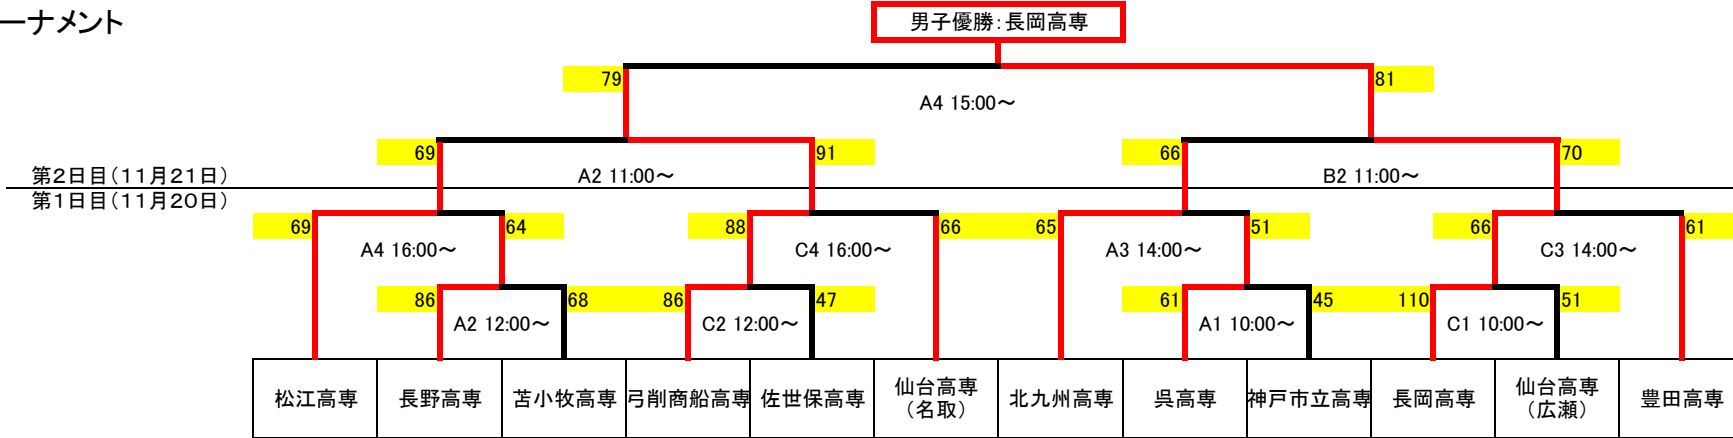 ーナメント
男子優勝：長岡高専
79
81
A4 15:00～
69
91
66
70
第2日目（11月21日）
A2 11:00～
B2 11:00～
第1日目（11月20日）
69
64
88
66
65
51
66
61
A4 16:00～
C4 16:00～
A3 14:00～
C3 14:00～
86
68
86
47
61
45
110
51
A2 12:00～
C2 12:00～
A1 10:00～
C1 10:00～
松江高専
長野高専
苫小牧高専
弓削商船高専
佐世保高専
仙台高専
（名取）
北九州高専
呉高専
神戸市立高専
長岡高専
仙台高専
（広瀬）
豊田高専